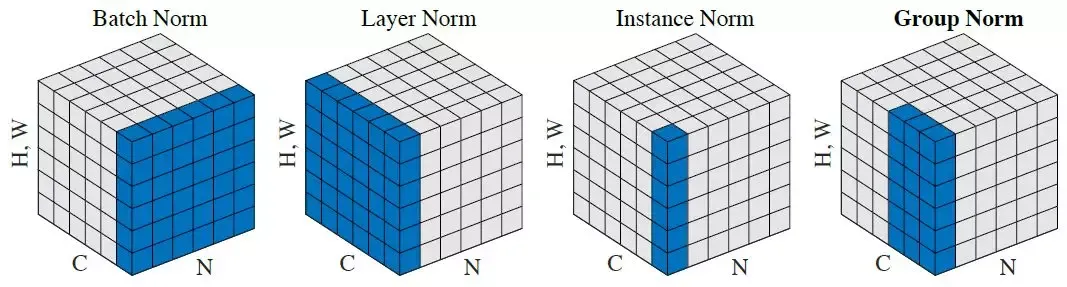 Batch Norm
Layer Norm
Instance Norm
Group Norm
H, W
C
N
H, W
C
N
H, W
C
N
H, W
C
N